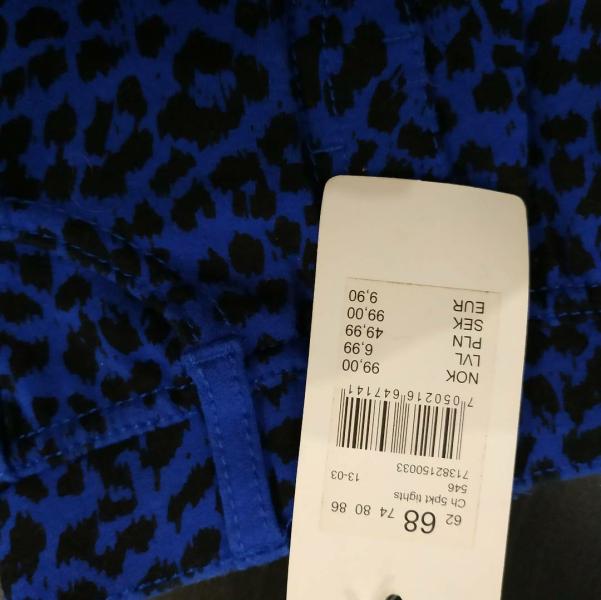 62 68 74 80 86
Ch 5pkt tights
546 13-03
71382150033
7 050216 647141
NOK 99,00
LVL 6,99
PLN 49,99
SEK 99,00
EUR 9,90